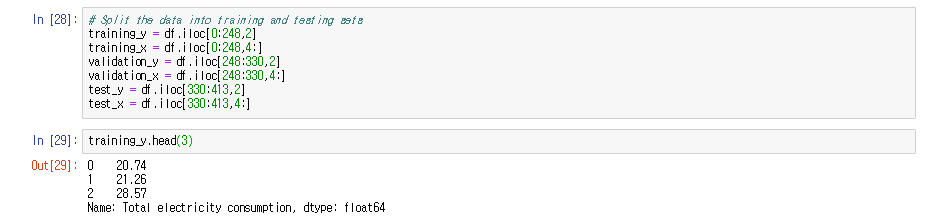 In [28]: # Split the data into training and testing sets
training_y = df.iloc[0:248,2]
training_x = df.iloc[0:248,4:]
validation_y = df.iloc[248:330,2]
validation_x = df.iloc[248:330,4:]
test_y = df.iloc[330:413,2]
test_x = df.iloc[330:413,4:]
In [29]: training_y.head(3)
Out[29]: 0    20.74
1    21.26
2    28.57
Name: Total electricity consumption, dtype: float64